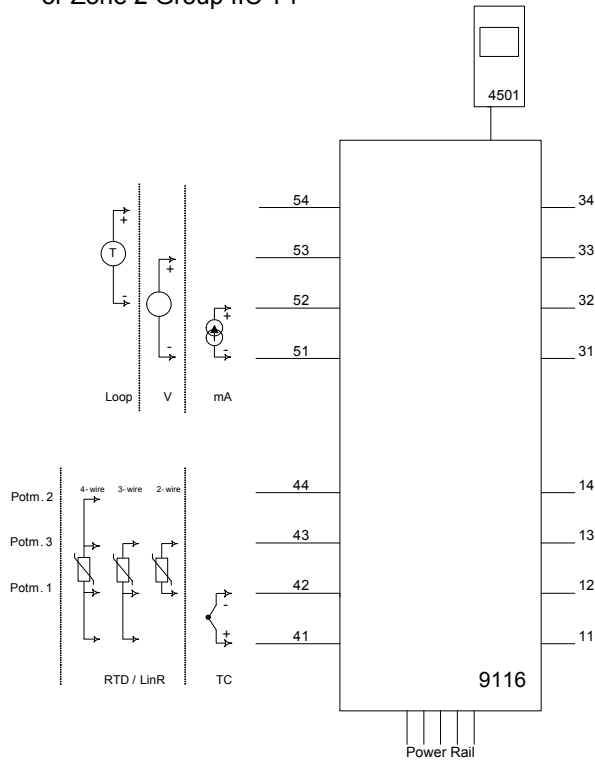 or Zone 2 Group IIC T4
4501
54
34
53
33
52
32
51
31
+
+
+
T
-
-
-
Loop V mA
44
14
43
13
42
12
41
11
4-wire 3-wire 2-wire
Potm. 2
Potm. 3
Potm. 1
-
+
RTD / LinR TC
9116
Power Rail